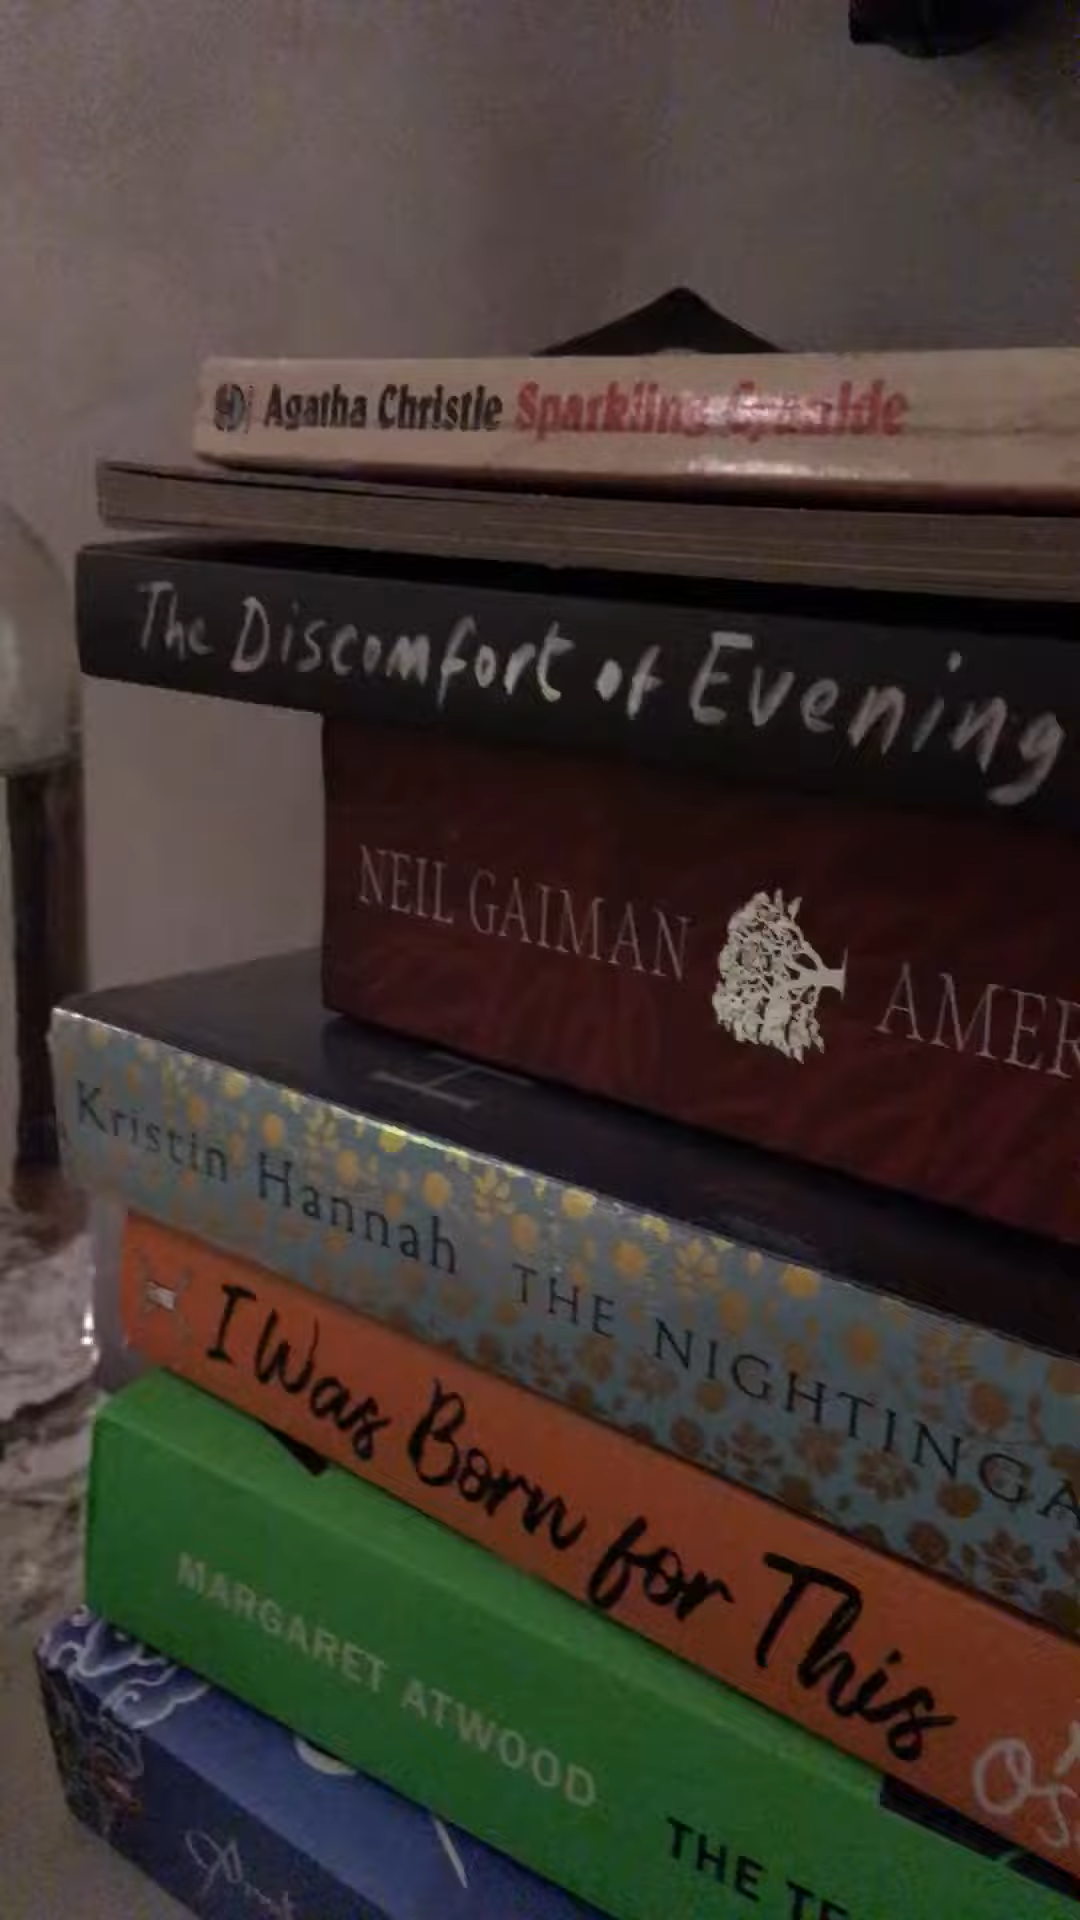 Agatha Christie Sparkling Cyanide
The Discomfort of Evening
NEIL GAIMAN AMER
Kristin Hannah THE NIGHTINGA
I Was Born for This
MARGARET ATWOOD THE TE